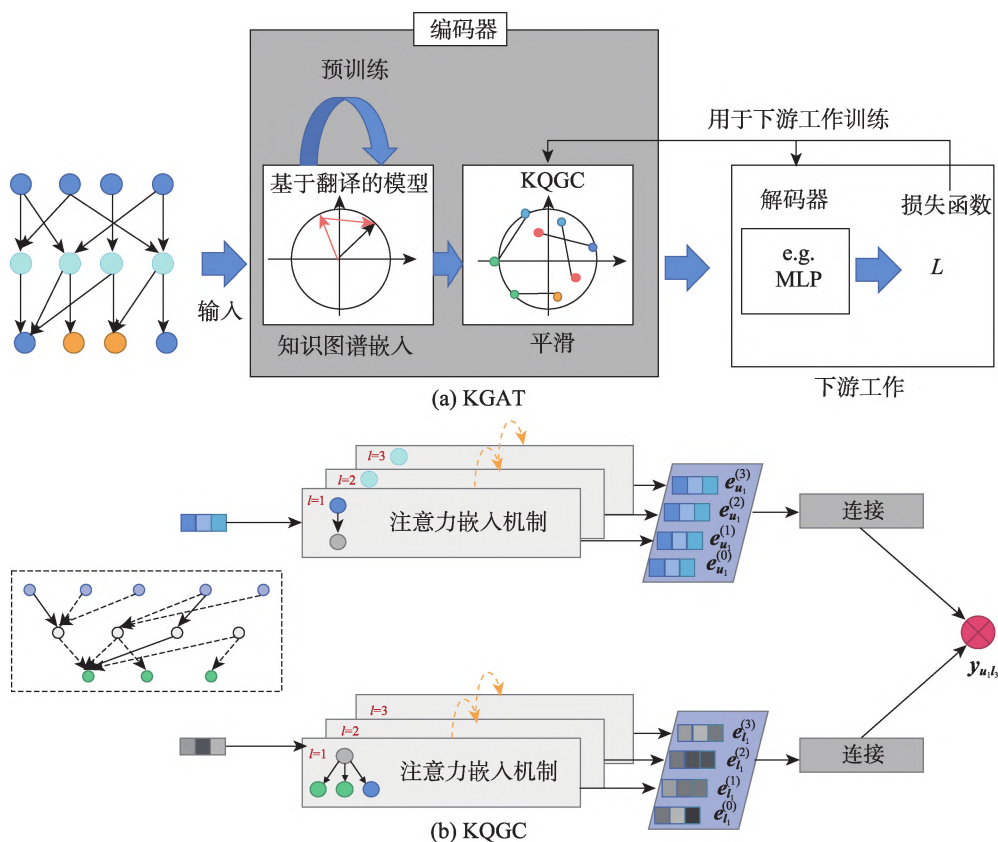 编码器
预训练
用于下游工作训练
基于翻译的模型
KQGC
解码器
损失函数
e.g.
MLP
L
输入
知识图谱嵌入
平滑
下游工作
(a) KGAT
l=3
l=2
l=1
注意力嵌入机制
e_{u_1}^{(3)}
e_{u_1}^{(2)}
e_{u_1}^{(1)}
e_{u_1}^{(0)}
连接
y_{u_1l_3}
l=3
l=2
l=1
注意力嵌入机制
e_{l_1}^{(3)}
e_{l_1}^{(2)}
e_{l_1}^{(1)}
e_{l_1}^{(0)}
连接
(b) KQGC